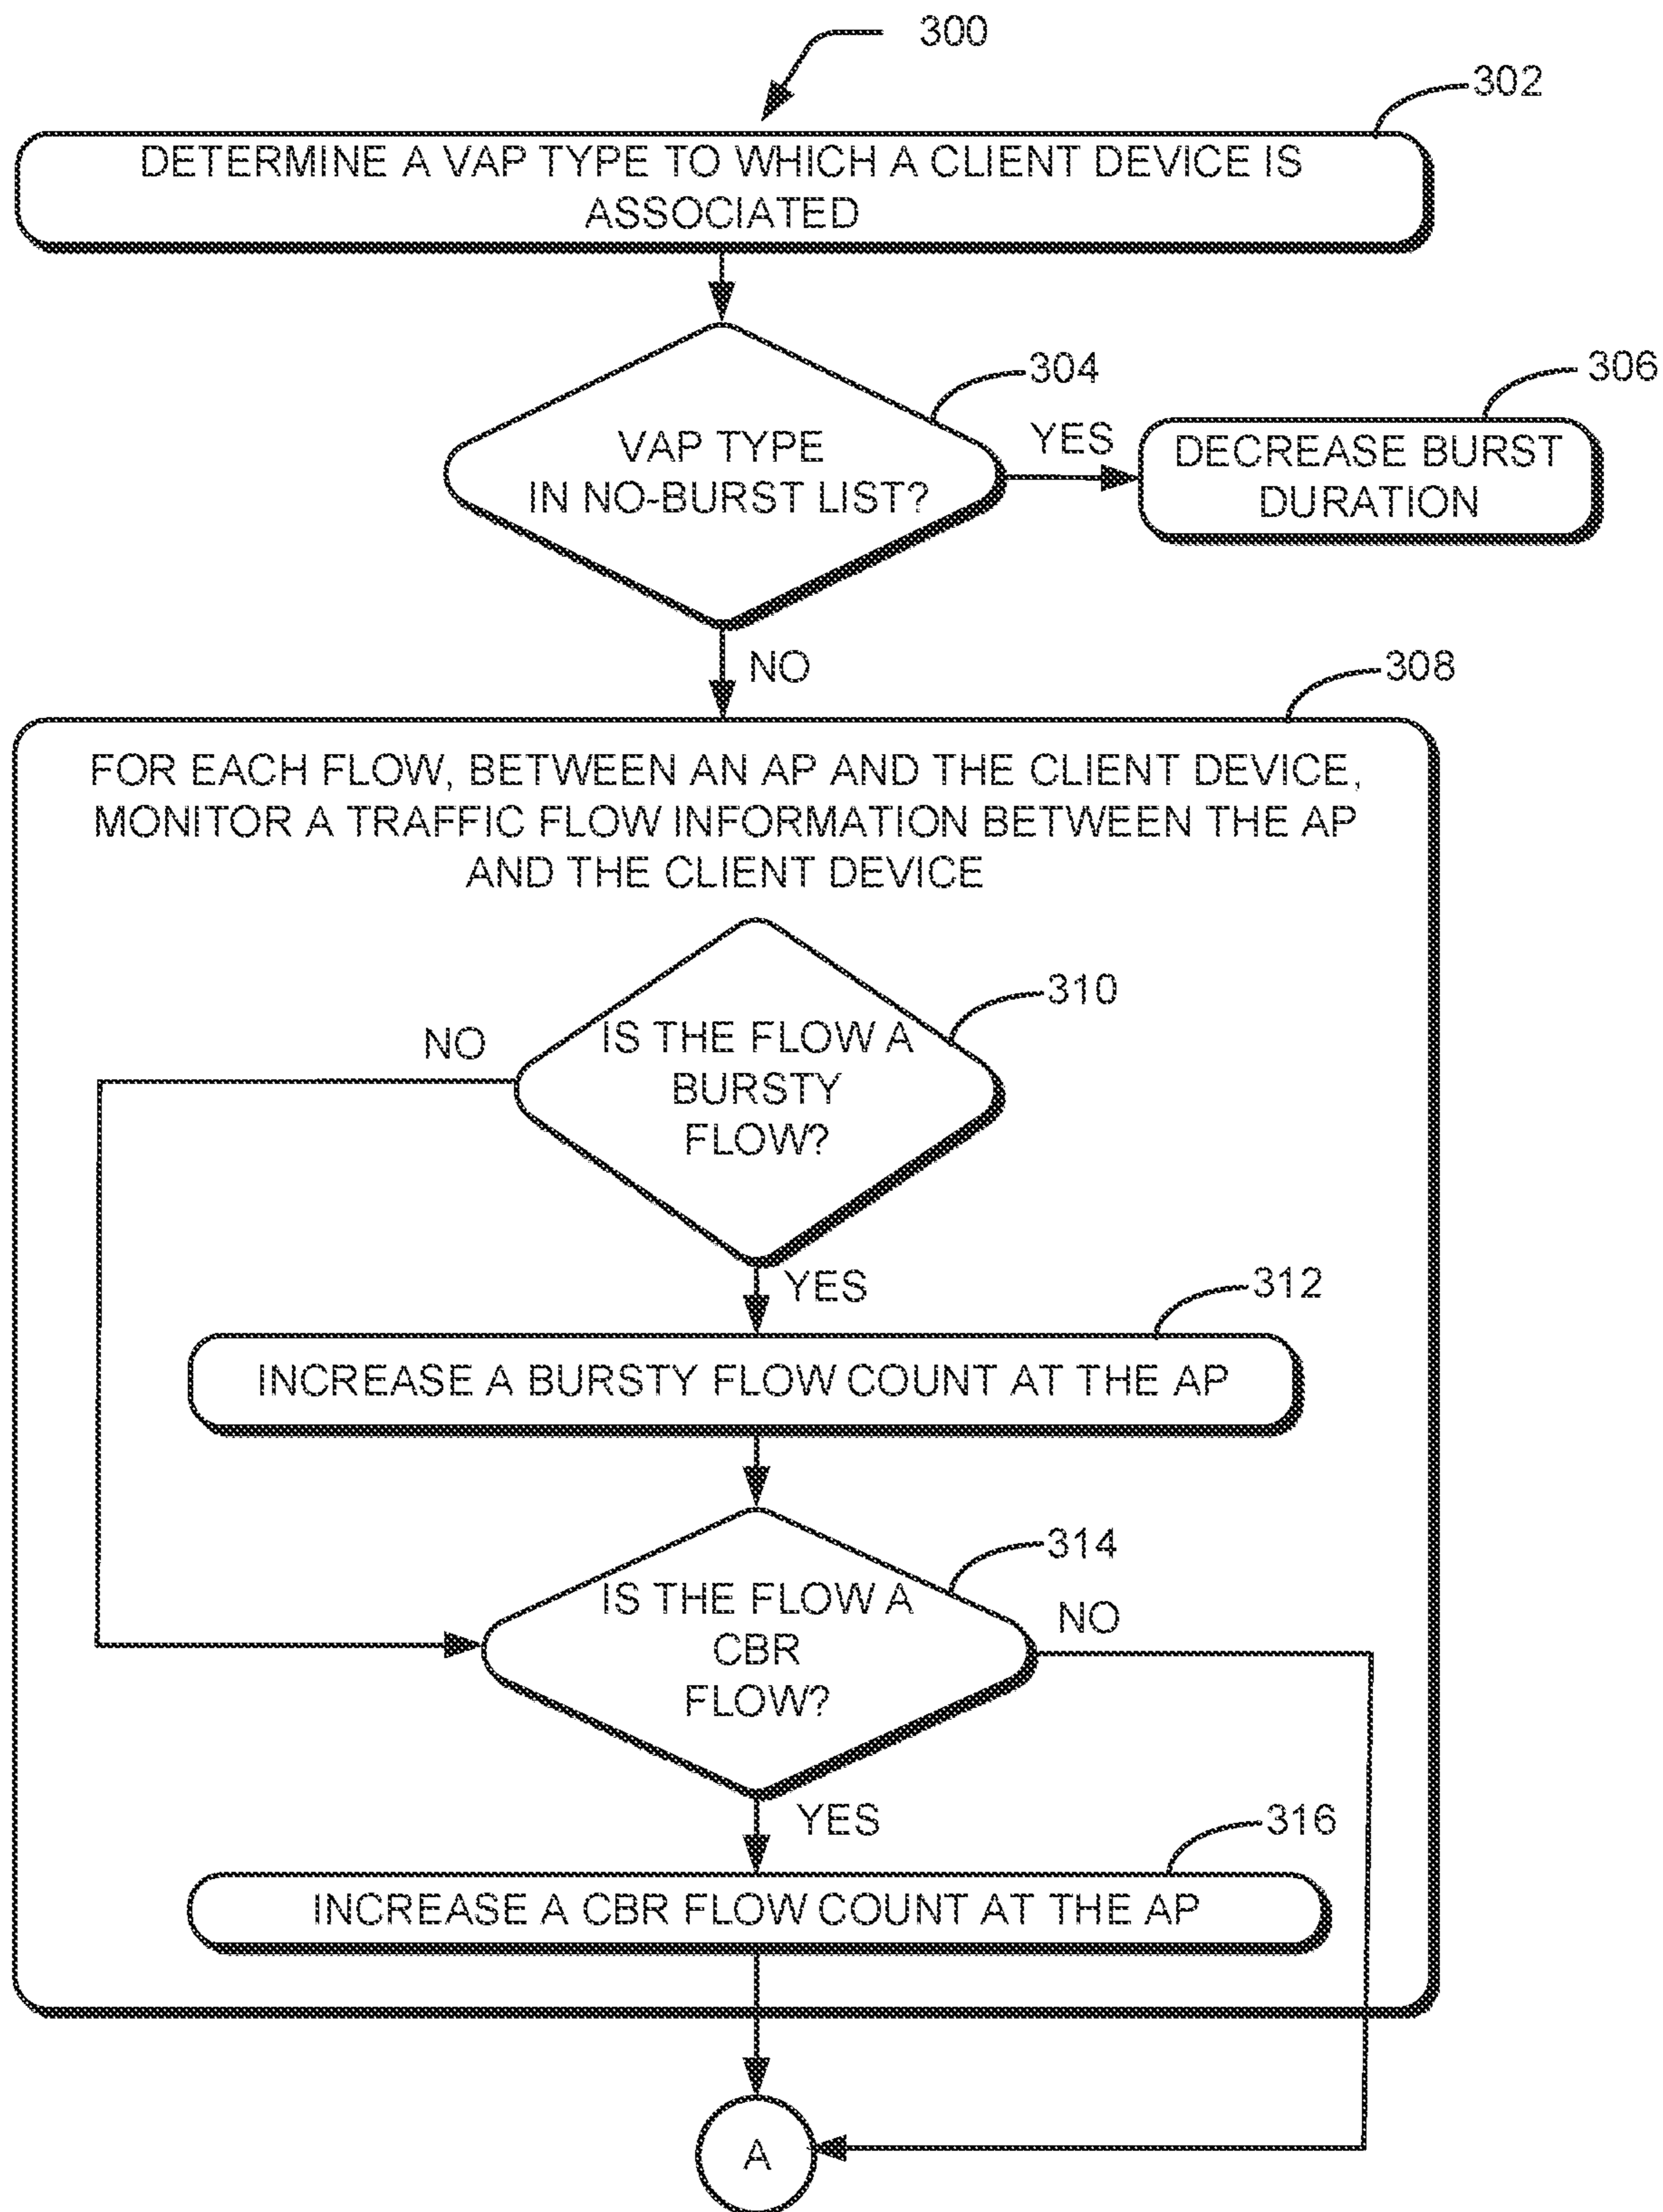 300
302
DETERMINE A VAP TYPE TO WHICH A CLIENT DEVICE IS
ASSOCIATED
304
306
VAP TYPE
IN NO-BURST LIST?
YES
DECREASE BURST
DURATION
NO
308
FOR EACH FLOW, BETWEEN AN AP AND THE CLIENT DEVICE,
MONITOR A TRAFFIC FLOW INFORMATION BETWEEN THE AP
AND THE CLIENT DEVICE
310
NO
IS THE FLOW A
BURSTY
FLOW?
YES
312
INCREASE A BURSTY FLOW COUNT AT THE AP
314
IS THE FLOW A
CBR
FLOW?
NO
YES
316
INCREASE A CBR FLOW COUNT AT THE AP
A